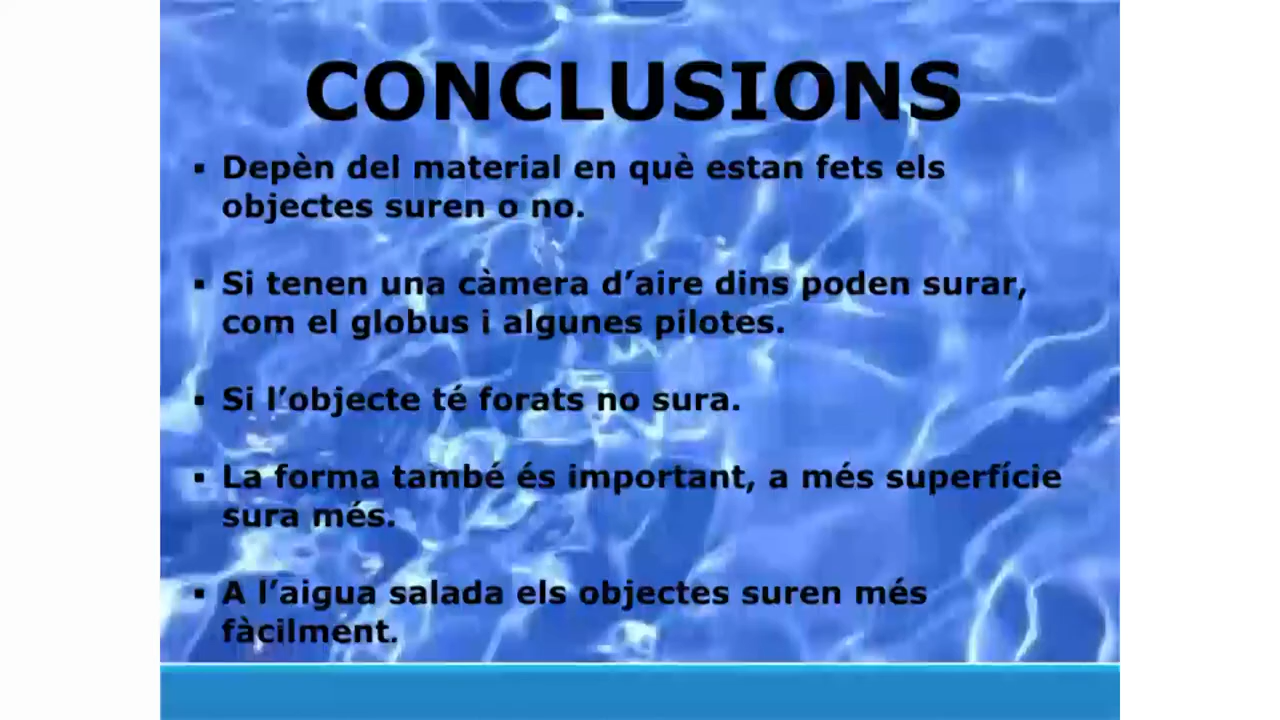 CONCLUSIONS
▪ Depèn del material en què estan fets els
objectes suren o no.
▪ Si tenen una càmera d’aire dins poden surar,
com el globus i algunes pilotes.
▪ Si l’objecte té forats no sura.
▪ La forma també és important, a més superfície
sura més.
▪ A l’aigua salada els objectes suren més
fàcilment.